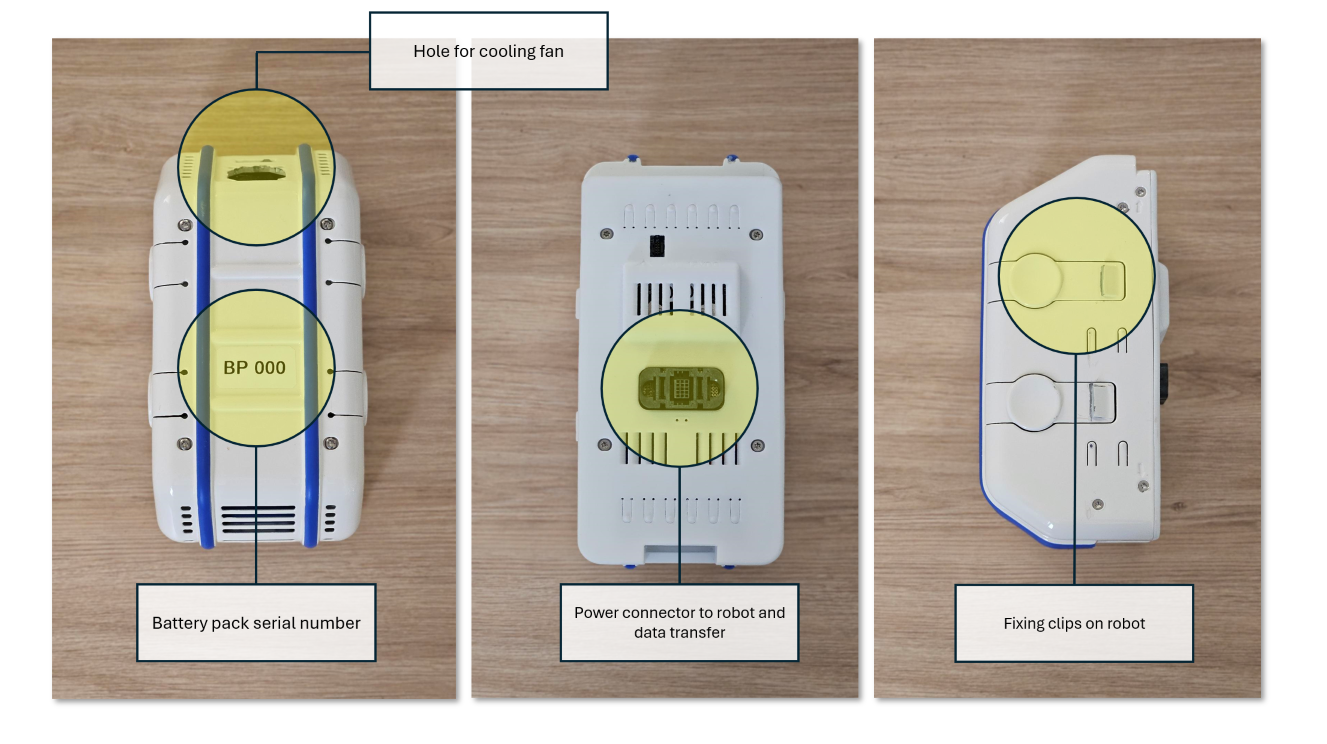 Hole for cooling fan
BP 000
Battery pack serial number
Power connector to robot and
data transfer
Fixing clips on robot